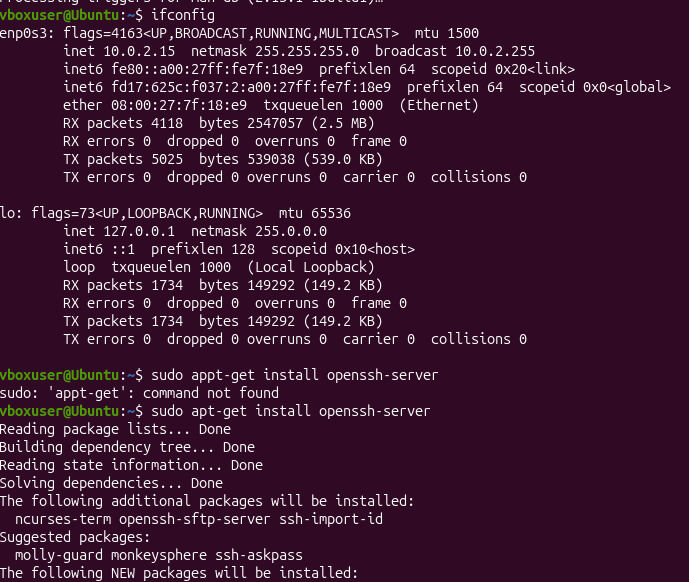 vboxuser@Ubuntu:~$ ifconfig
enp0s3: flags=4163<UP,BROADCAST,RUNNING,MULTICAST>  mtu 1500
        inet 10.0.2.15  netmask 255.255.255.0  broadcast 10.0.2.255
        inet6 fe80::a00:27ff:fe7f:18e9  prefixlen 64  scopeid 0x20<link>
        inet6 fd17:625c:f037:2:a00:27ff:fe7f:18e9  prefixlen 64  scopeid 0x0<global>
        ether 08:00:27:7f:18:e9  txqueuelen 1000  (Ethernet)
        RX packets 4118  bytes 2547057 (2.5 MB)
        RX errors 0  dropped 0  overruns 0  frame 0
        TX packets 5025  bytes 539038 (539.0 KB)
        TX errors 0  dropped 0 overruns 0  carrier 0  collisions 0

lo: flags=73<UP,LOOPBACK,RUNNING>  mtu 65536
        inet 127.0.0.1  netmask 255.0.0.0
        inet6 ::1  prefixlen 128  scopeid 0x10<host>
        loop  txqueuelen 1000  (Local Loopback)
        RX packets 1734  bytes 149292 (149.2 KB)
        RX errors 0  dropped 0  overruns 0  frame 0
        TX packets 1734  bytes 149292 (149.2 KB)
        TX errors 0  dropped 0 overruns 0  carrier 0  collisions 0

vboxuser@Ubuntu:~$ sudo appt-get install openssh-server
sudo: 'appt-get': command not found
vboxuser@Ubuntu:~$ sudo apt-get install openssh-server
Reading package lists... Done
Building dependency tree... Done
Reading state information... Done
Solving dependencies... Done
The following additional packages will be installed:
  ncurses-term openssh-sftp-server ssh-import-id
Suggested packages:
  molly-guard monkeysphere ssh-askpass
The following NEW packages will be installed: